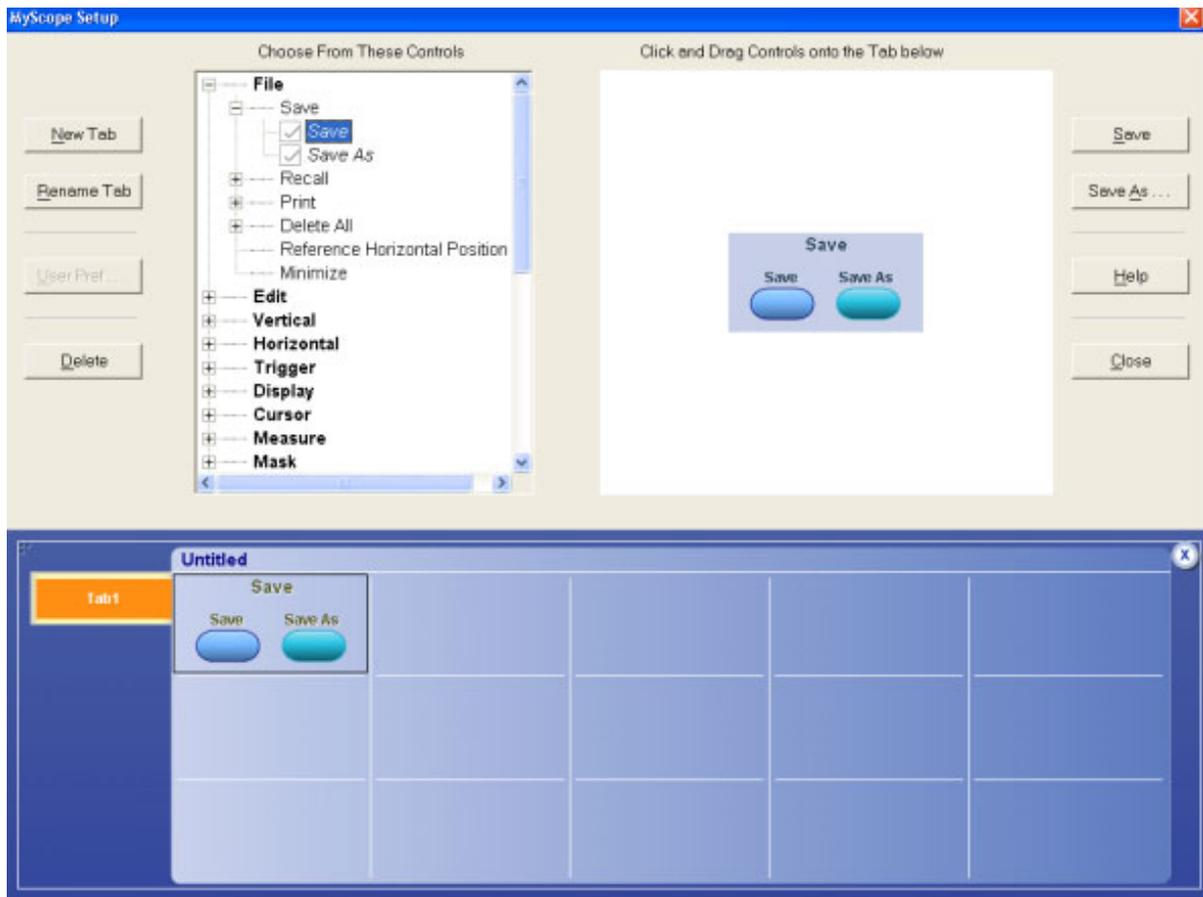 MyScope Setup
Choose From These Controls
Click and Drag Controls onto the Tab below
New Tab
Rename Tab
User Pref ...
Delete
File
Save
Save
Save As
Recall
Print
Delete All
Reference Horizontal Position
Minimize
Edit
Vertical
Horizontal
Trigger
Display
Cursor
Measure
Mask
Save
Save
Save As
Save
Save As ...
Help
Close
Untitled
Tab1
Save
Save
Save As
X